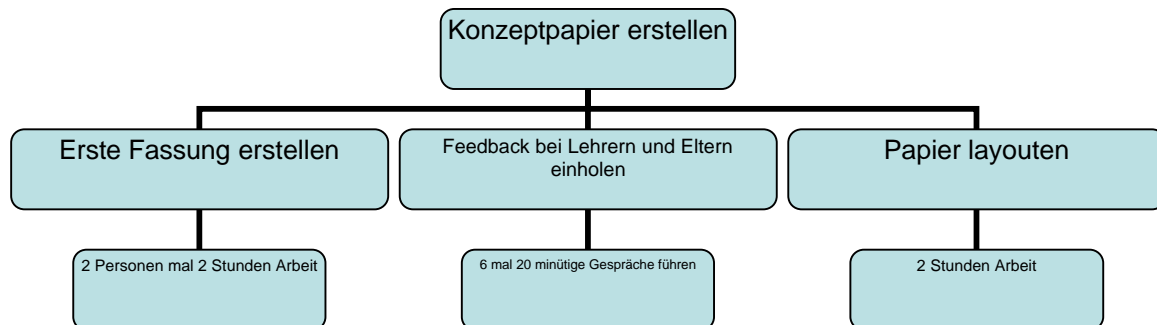 Konzeptpapier erstellen
Erste Fassung erstellen
Feedback bei Lehrern und Eltern
einholen
Papier layouten
2 Personen mal 2 Stunden Arbeit
6 mal 20 minütige Gespräche führen
2 Stunden Arbeit